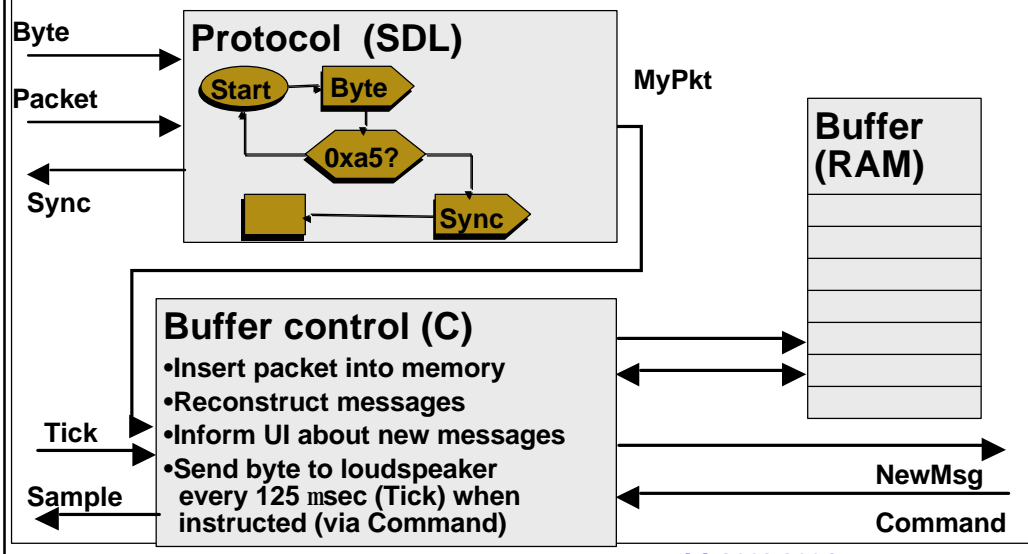 Byte
Packet
Sync
Protocol (SDL)
Start
Byte
0xa5?
Sync
MyPkt
Buffer
(RAM)
Buffer control (C)
•Insert packet into memory
•Reconstruct messages
•Inform UI about new messages
•Send byte to loudspeaker
every 125 msec (Tick) when
instructed (via Command)
Tick
Sample
NewMsg
Command